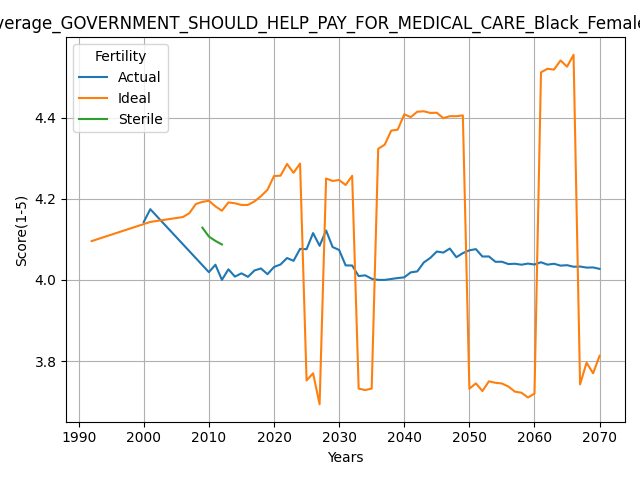 verage_GOVERNMENT_SHOULD_HELP_PAY_FOR_MEDICAL_CARE_Black_Female
Fertility
Actual
Ideal
Sterile
Score(1-5)
4.4
4.2
4.0
3.8
1990 2000 2010 2020 2030 2040 2050 2060 2070
Years